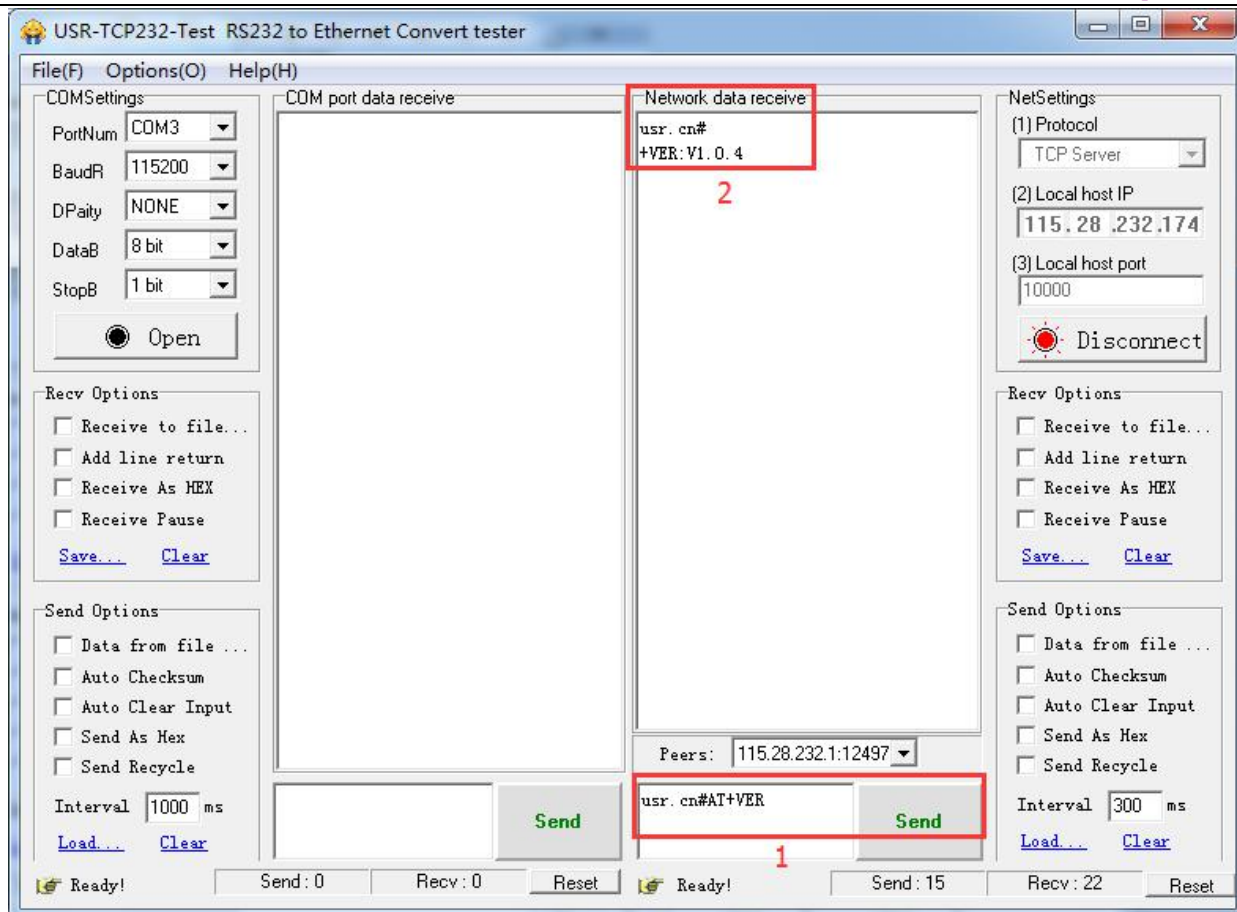 USR-TCP232-Test RS232 to Ethernet Convert tester
File(F) Options(O) Help(H)
COMSettings
PortNum COM3
BaudR 115200
DPaity NONE
DataB 8 bit
StopB 1 bit
Open
Recv Options
Receive to file...
Add line return
Receive As HEX
Receive Pause
Save... Clear
Send Options
Data from file ...
Auto Checksum
Auto Clear Input
Send As Hex
Send Recycle
Interval 1000 ms
Load... Clear
COM port data receive
Send
Network data receive
usr.cn#
+VER:V1.0.4
2
Peers: 115.28.232.1:12497
usr.cn#AT+VER
Send
1
NetSettings
(1) Protocol
TCP Server
(2) Local host IP
115.28.232.174
(3) Local host port
10000
Disconnect
Recv Options
Receive to file...
Add line return
Receive As HEX
Receive Pause
Save... Clear
Send Options
Data from file ...
Auto Checksum
Auto Clear Input
Send As Hex
Send Recycle
Interval 300 ms
Load... Clear
Ready! Send : 0 Recv : 0 Reset
Ready! Send : 15 Recv : 22 Reset